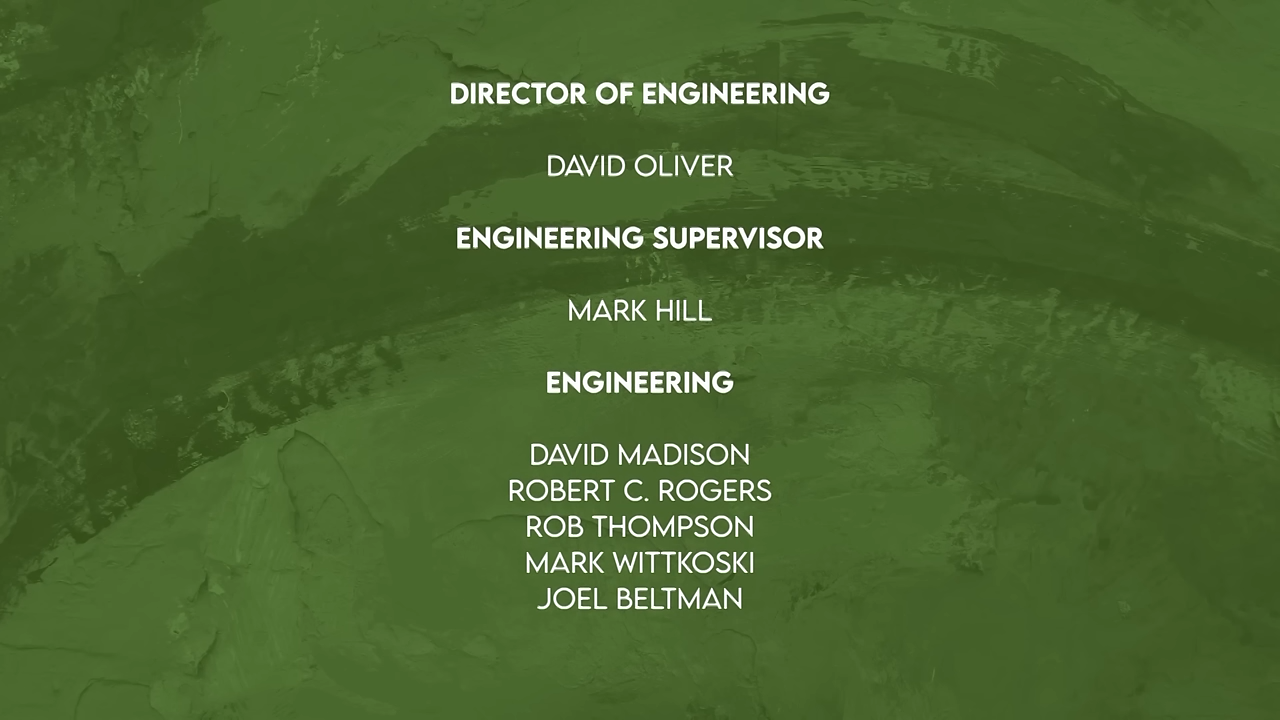 DIRECTOR OF ENGINEERING
DAVID OLIVER
ENGINEERING SUPERVISOR
MARK HILL
ENGINEERING
DAVID MADISON
ROBERT C. ROGERS
ROB THOMPSON
MARK WITTKOSKI
JOEL BELTMAN